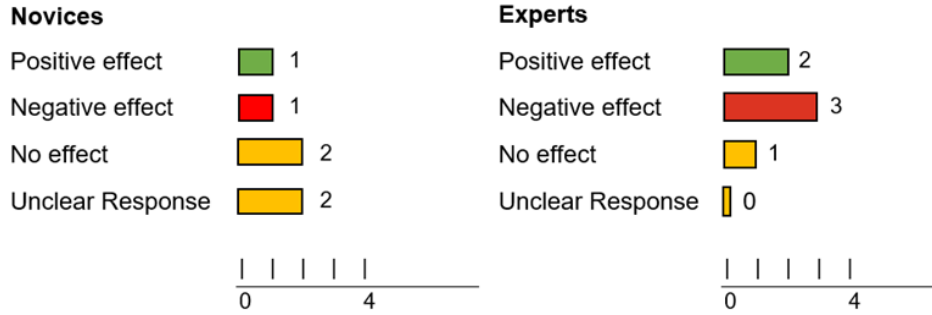 Novices
Positive effect 1
Negative effect 1
No effect 2
Unclear Response 2
0 4
Experts
Positive effect 2
Negative effect 3
No effect 1
Unclear Response 0
0 4